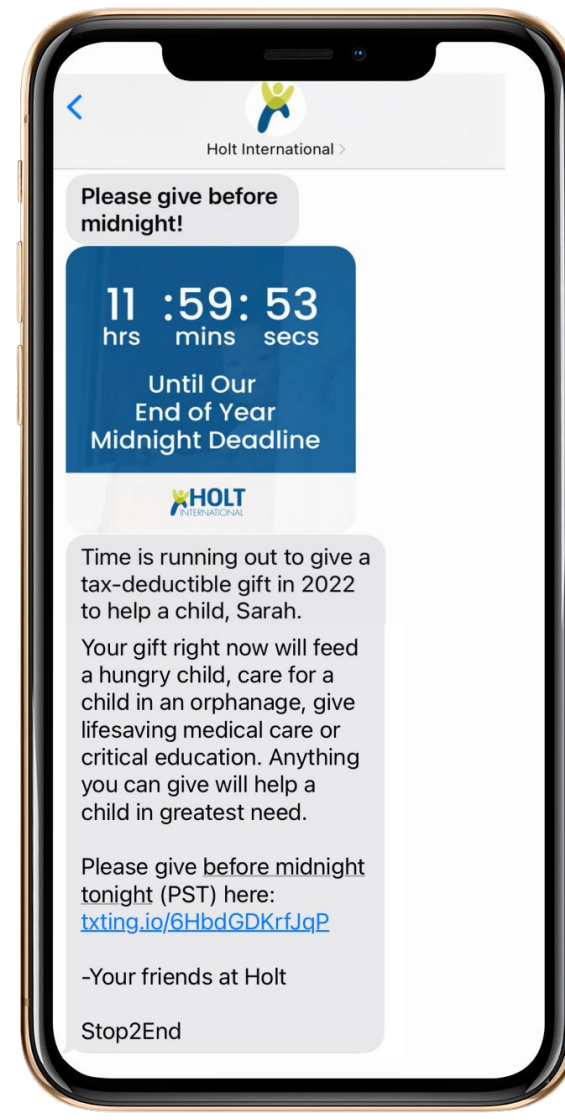 Holt International >
Please give before
midnight!
11 :59: 53
hrs mins secs
Until Our
End of Year
Midnight Deadline
HOLT
INTERNATIONAL
Time is running out to give a
tax-deductible gift in 2022
to help a child, Sarah.
Your gift right now will feed
a hungry child, care for a
child in an orphanage, give
lifesaving medical care or
critical education. Anything
you can give will help a
child in greatest need.
Please give before midnight
tonight (PST) here:
txting.io/6HbdGDKrfJqP
-Your friends at Holt
Stop2End